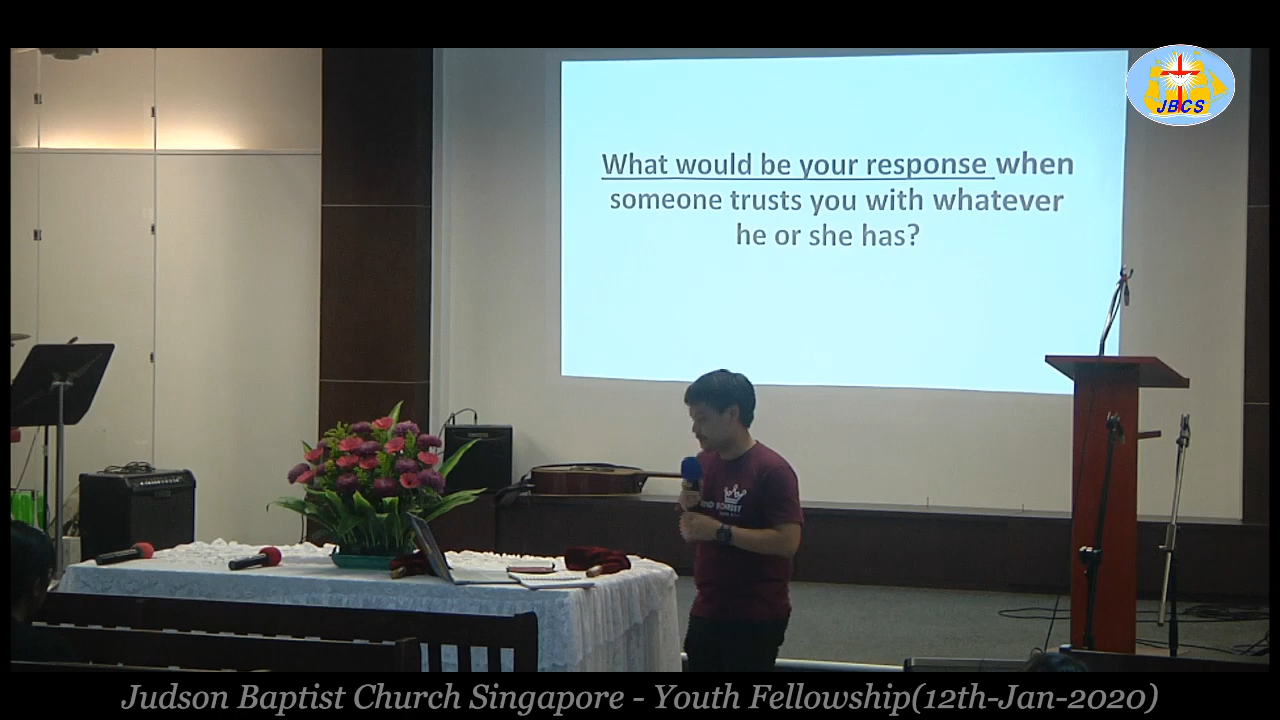 What would be your response when
someone trusts you with whatever
he or she has?
JBCS
Judson Baptist Church Singapore - Youth Fellowship(12th-Jan-2020)